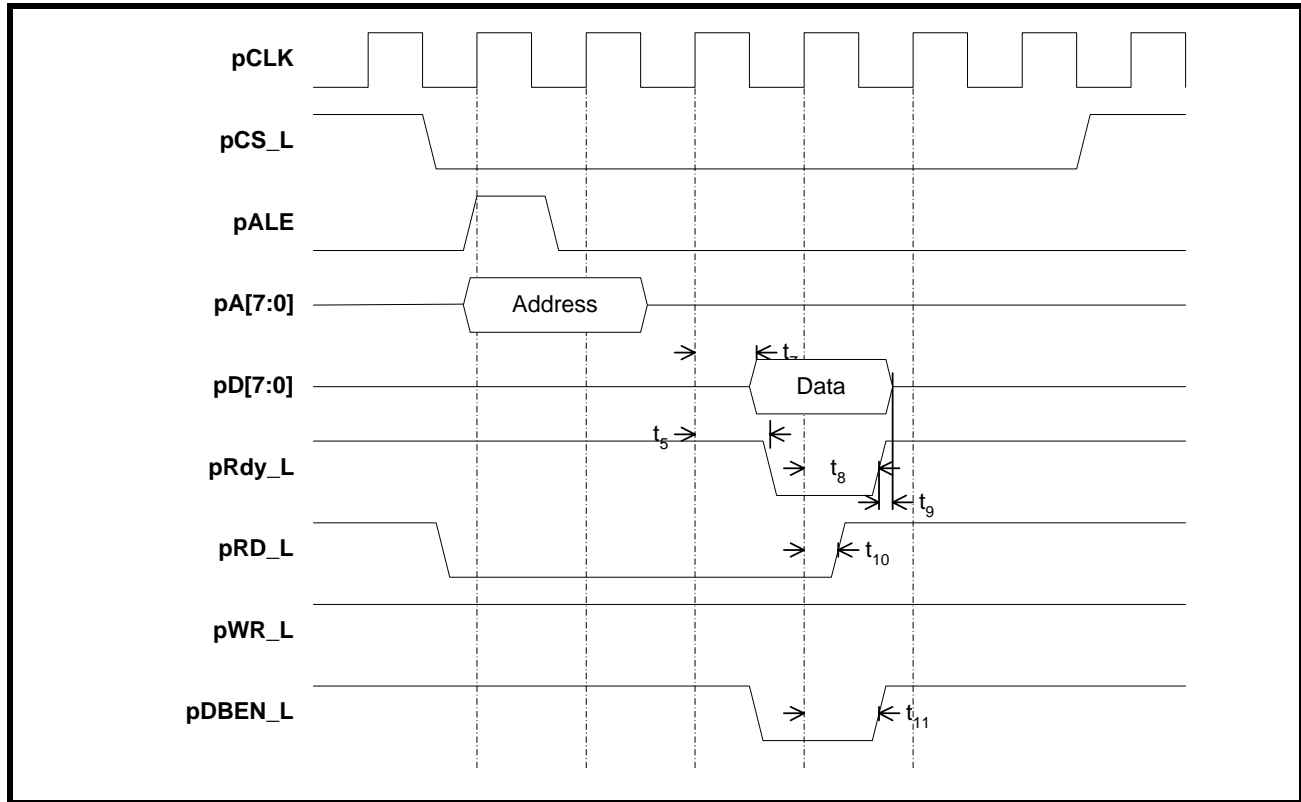 pCLK
pCS_L
pALE
pA[7:0]
Address
t7
pD[7:0]
Data
t5
pRdy_L
t8
t9
pRD_L
t10
pWR_L
pDBEN_L
t11